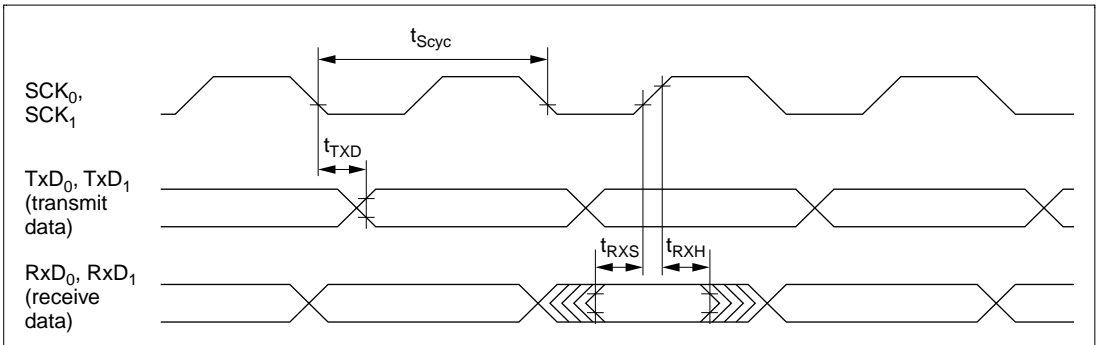 tScyc
SCK0,
SCK1
tTXD
TxD0, TxD1
(transmit
data)
tRXS
tRXH
RxD0, RxD1
(receive
data)